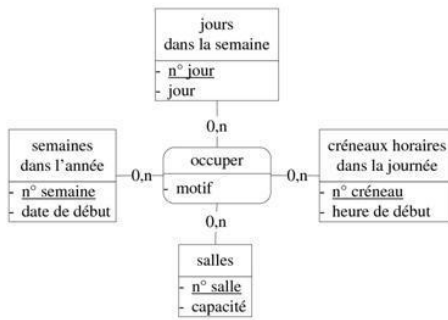 jours
dans la semaine
- n° jour
- jour
0,n
semaines
dans l'année
- n° semaine
- date de début
0,n
occuper
- motif
0,n
créneaux horaires
dans la journée
- n° créneau
- heure de début
0,n
salles
- n° salle
- capacité